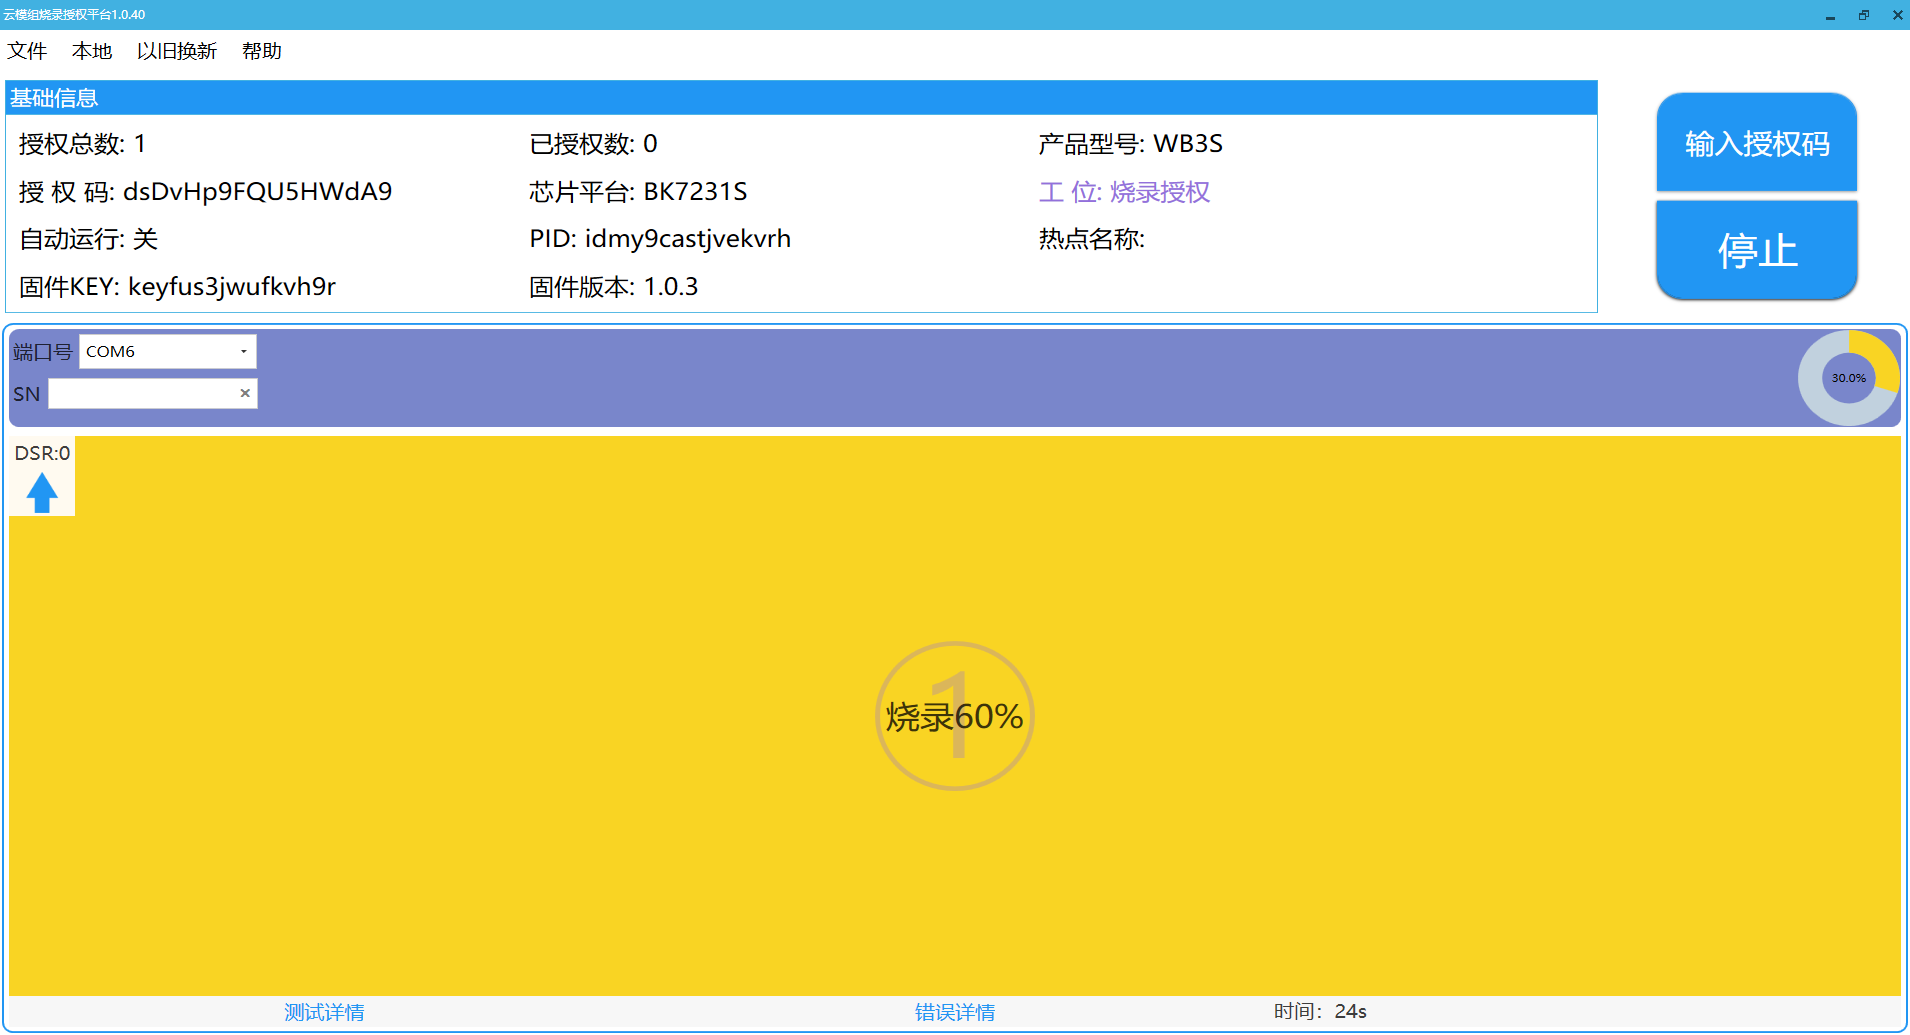 云模组烧录授权平台1.0.40
文件 本地 以旧换新 帮助
基础信息
授权总数: 1 已授权数: 0 产品型号: WB3S
授 权 码: dsDvHp9FQU5HWdA9 芯片平台: BK7231S 工 位: 烧录授权
自动运行: 关 PID: idmy9castjvekvrh 热点名称:
固件KEY: keyfus3jwufkvh9r 固件版本: 1.0.3
输入授权码
停止
端口号 COM6
SN
30.0%
DSR:0
1
烧录60%
测试详情 错误详情 时间: 24s